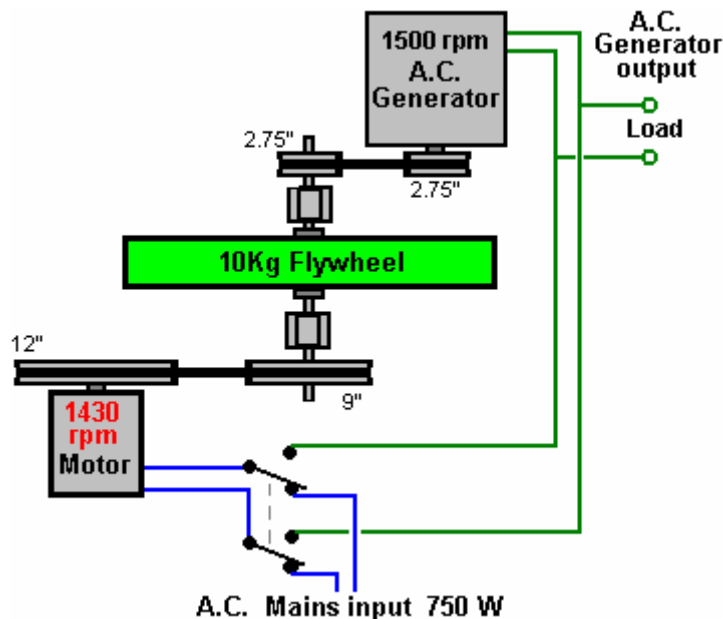 1500 rpm
A.C.
Generator
A.C.
Generator
output
Load
2.75"
2.75"
10Kg Flywheel
12"
9"
1430
rpm
Motor
A.C. Mains input 750 W